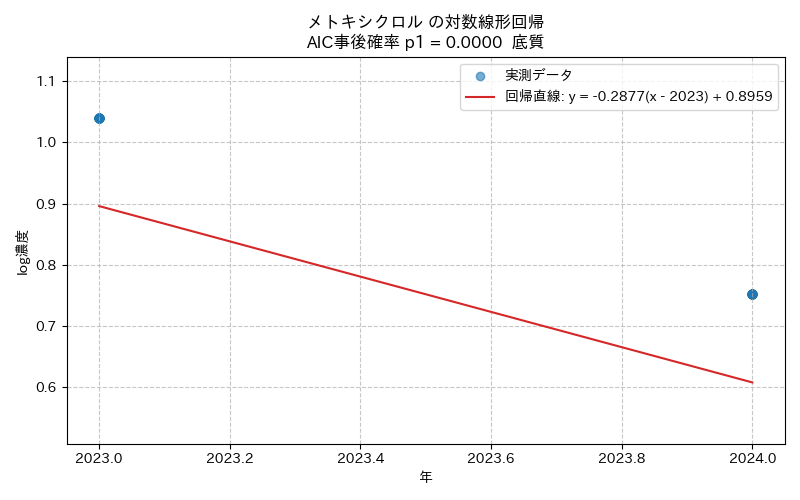 メトキシクロル の対数線形回帰
AIC事後確率 p1 = 0.0000  底質
実測データ
回帰直線: y = -0.2877(x - 2023) + 0.8959
log濃度
1.1
1.0
0.9
0.8
0.7
0.6
2023.0 2023.2 2023.4 2023.6 2023.8 2024.0
年